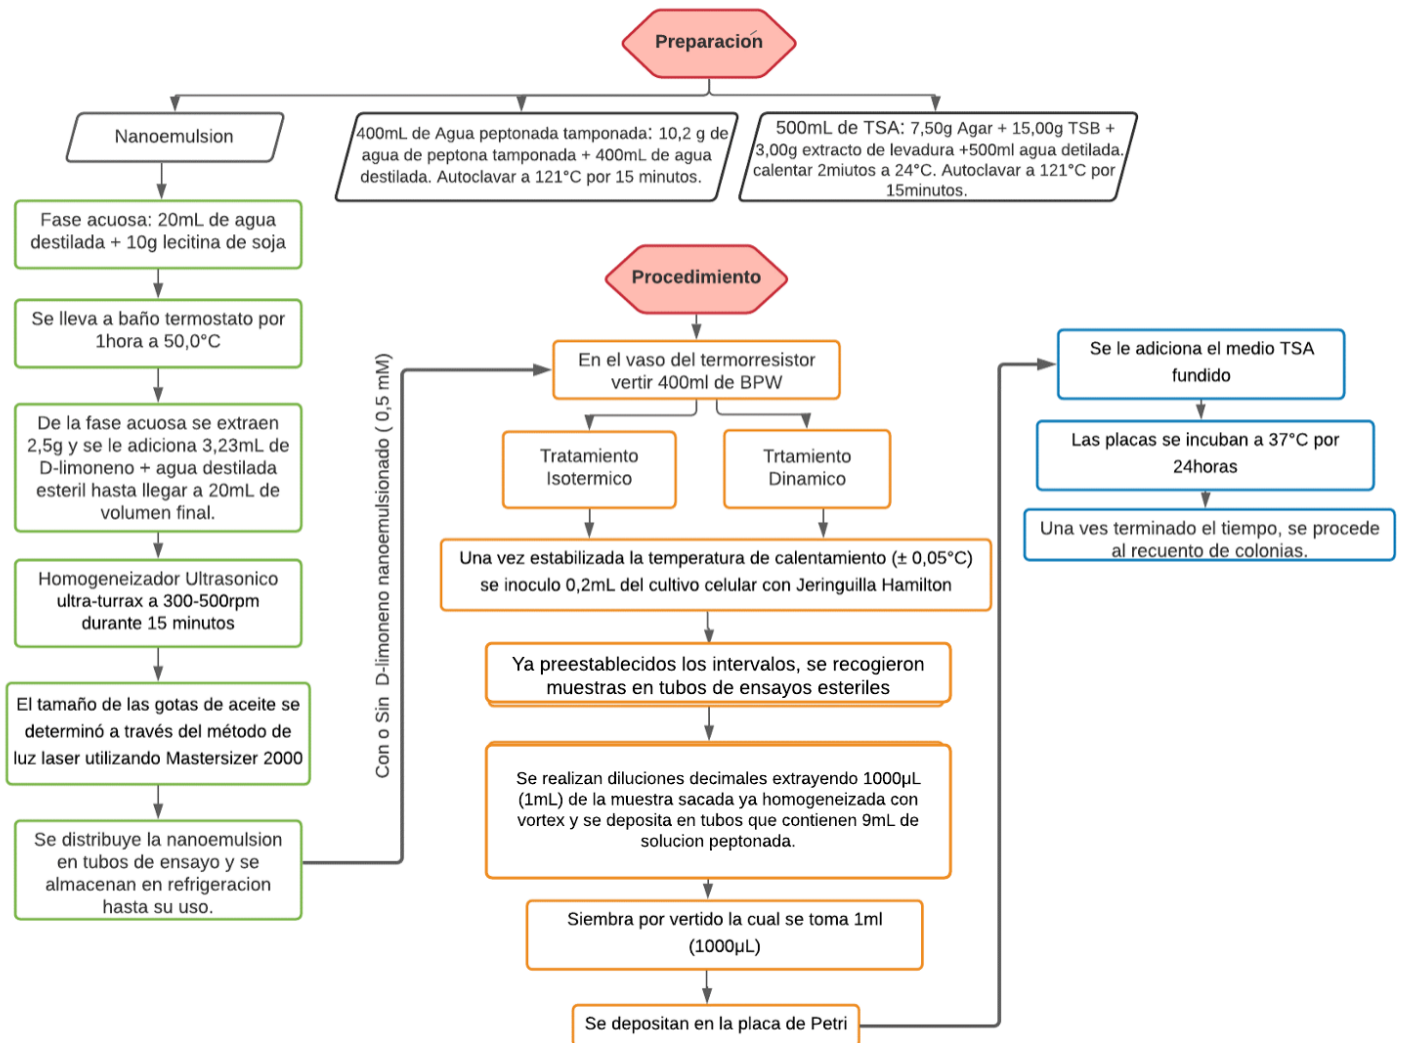 Preparación
Nanoemulsion
400mL de Agua peptonada tamponada: 10,2 g de
agua de peptona tamponada + 400mL de agua
destilada. Autoclavar a 121°C por 15 minutos.
500mL de TSA: 7,50g Agar + 15,00g TSB +
3,00g extracto de levadura +500ml agua detilada.
calentar 2miutos a 24°C. Autoclavar a 121°C por
15minutos.
Fase acuosa: 20mL de agua
destilada + 10g lecitina de soja
Se lleva a baño termostato por
1hora a 50,0°C
De la fase acuosa se extraen
2,5g y se le adiciona 3,23mL de
D-limoneno + agua destilada
esteril hasta llegar a 20mL de
volumen final.
Homogeneizador Ultrasonico
ultra-turrax a 300-500rpm
durante 15 minutos
El tamaño de las gotas de aceite se
determinó a través del método de
luz laser utilizando Mastersizer 2000
Se distribuye la nanoemulsion
en tubos de ensayo y se
almacenan en refrigeracion
hasta su uso.
Con o Sin D-limoneno nanoemulsionado ( 0,5 mM)
Procedimiento
En el vaso del termorresistor
vertir 400ml de BPW
Tratamiento
Isotermico
Trtamiento
Dinamico
Una vez estabilizada la temperatura de calentamiento (± 0,05°C)
se inoculo 0,2mL del cultivo celular con Jeringuilla Hamilton
Ya preestablecidos los intervalos, se recogieron
muestras en tubos de ensayos esteriles
Se realizan diluciones decimales extrayendo 1000µL
(1mL) de la muestra sacada ya homogeneizada con
vortex y se deposita en tubos que contienen 9mL de
solucion peptonada.
Siembra por vertido la cual se toma 1ml
(1000µL)
Se depositan en la placa de Petri
Se le adiciona el medio TSA
fundido
Las placas se incuban a 37°C por
24horas
Una ves terminado el tiempo, se procede
al recuento de colonias.